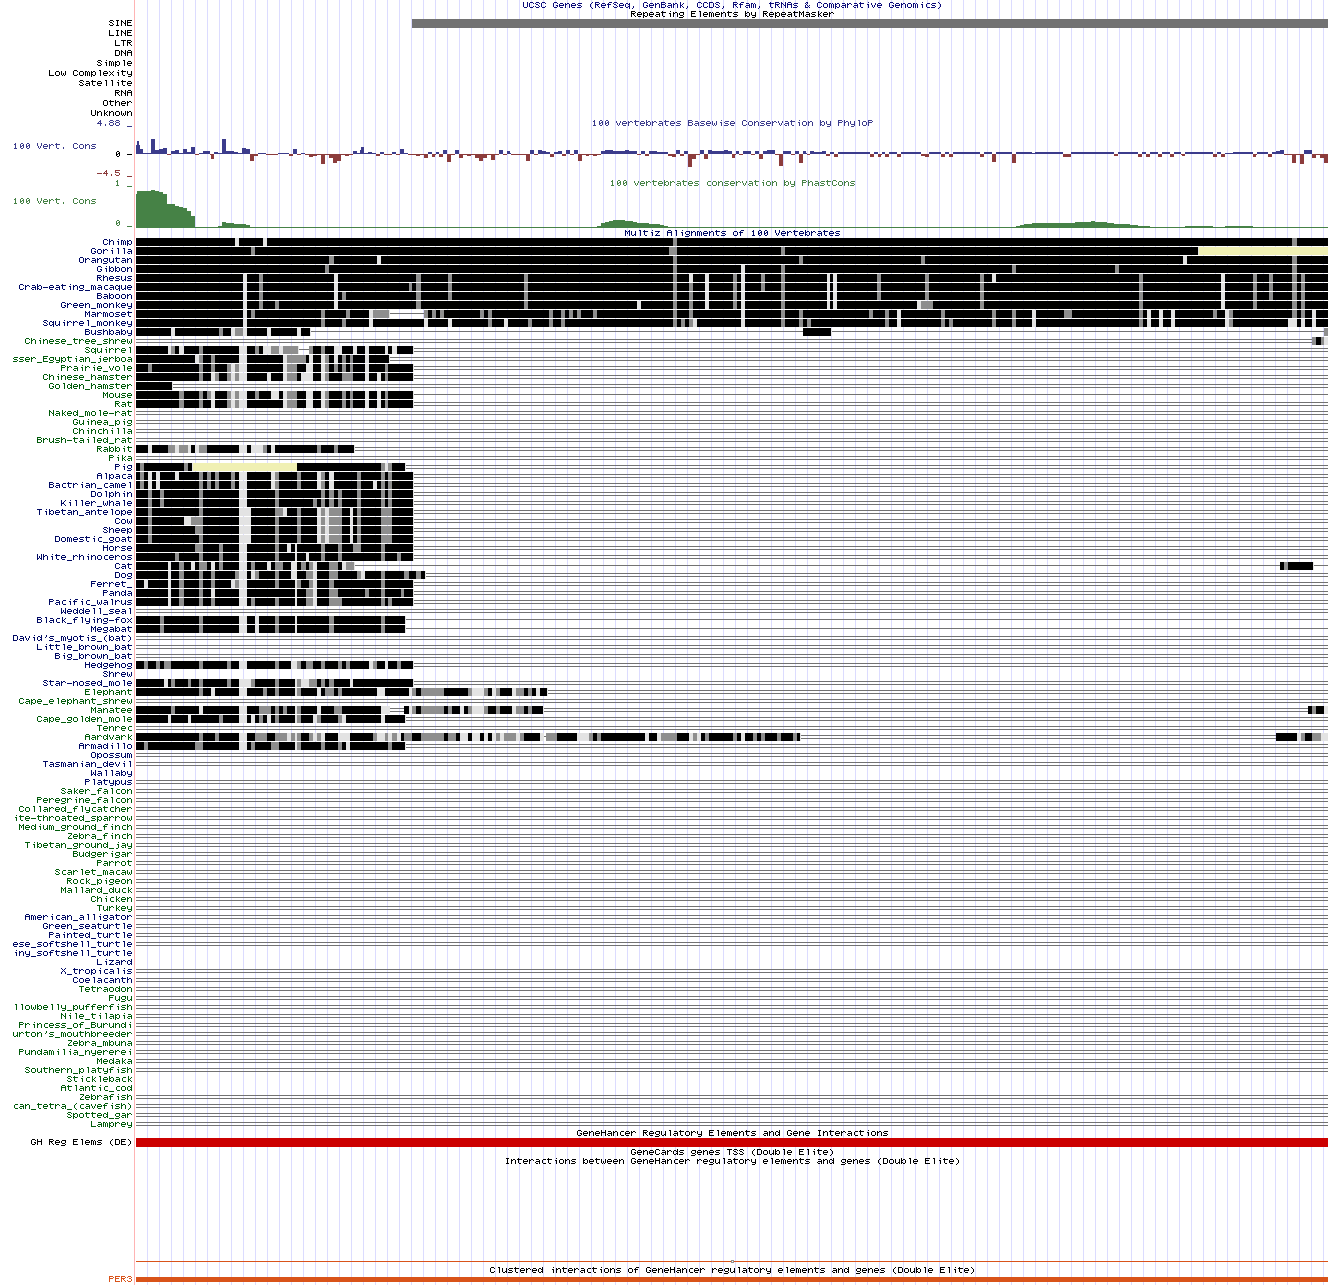 UCSC Genes (RefSeq, GenBank, CCDS, Rfam, tRNAs & Comparative Genomics)
Repeating Elements by RepeatMasker
SINE
LINE
LTR
DNA
Simple
Low Complexity
Satellite
RNA
Other
Unknown
4.88 _
100 vertebrates Basewise Conservation by PhyloP
100 Vert. Cons
0 _
-4.5 _
1 _
100 vertebrates conservation by PhastCons
100 Vert. Cons
0 _
Multiz Alignments of 100 Vertebrates
Chimp
Gorilla
Orangutan
Gibbon
Rhesus
Crab-eating_macaque
Baboon
Green_monkey
Marmoset
Squirrel_monkey
Bushbaby
Chinese_tree_shrew
Squirrel
sser_Egyptian_jerboa
Prairie_vole
Chinese_hamster
Golden_hamster
Mouse
Rat
Naked_mole-rat
Guinea_pig
Chinchilla
Brush-tailed_rat
Rabbit
Pika
Pig
Alpaca
Bactrian_camel
Dolphin
Killer_whale
Tibetan_antelope
Cow
Sheep
Domestic_goat
Horse
White_rhinoceros
Cat
Dog
Ferret_
Panda
Pacific_walrus
Weddell_seal
Black_flying-fox
Megabat
David's_myotis_(bat)
Little_brown_bat
Big_brown_bat
Hedgehog
Shrew
Star-nosed_mole
Elephant
Cape_elephant_shrew
Manatee
Cape_golden_mole
Tenrec
Aardvark
Armadillo
Opossum
Tasmanian_devil
Wallaby
Platypus
Saker_falcon
Peregrine_falcon
Collared_flycatcher
ite-throated_sparrow
Medium_ground_finch
Zebra_finch
Tibetan_ground_jay
Budgerigar
Parrot
Scarlet_macaw
Rock_pigeon
Mallard_duck
Chicken
Turkey
American_alligator
Green_seaturtle
Painted_turtle
ese_softshell_turtle
iny_softshell_turtle
Lizard
X_tropicalis
Coelacanth
Tetraodon
Fugu
llowbelly_pufferfish
Nile_tilapia
Princess_of_Burundi
urton's_mouthbreeder
Zebra_mbuna
Pundamilia_nyererei
Medaka
Southern_platyfish
Stickleback
Atlantic_cod
Zebrafish
can_tetra_(cavefish)
Spotted_gar
Lamprey
GeneHancer Regulatory Elements and Gene Interactions
GH Reg Elems (DE)
GeneCards genes TSS (Double Elite)
Interactions between GeneHancer regulatory elements and genes (Double Elite)
Clustered interactions of GeneHancer regulatory elements and genes (Double Elite)
PER3